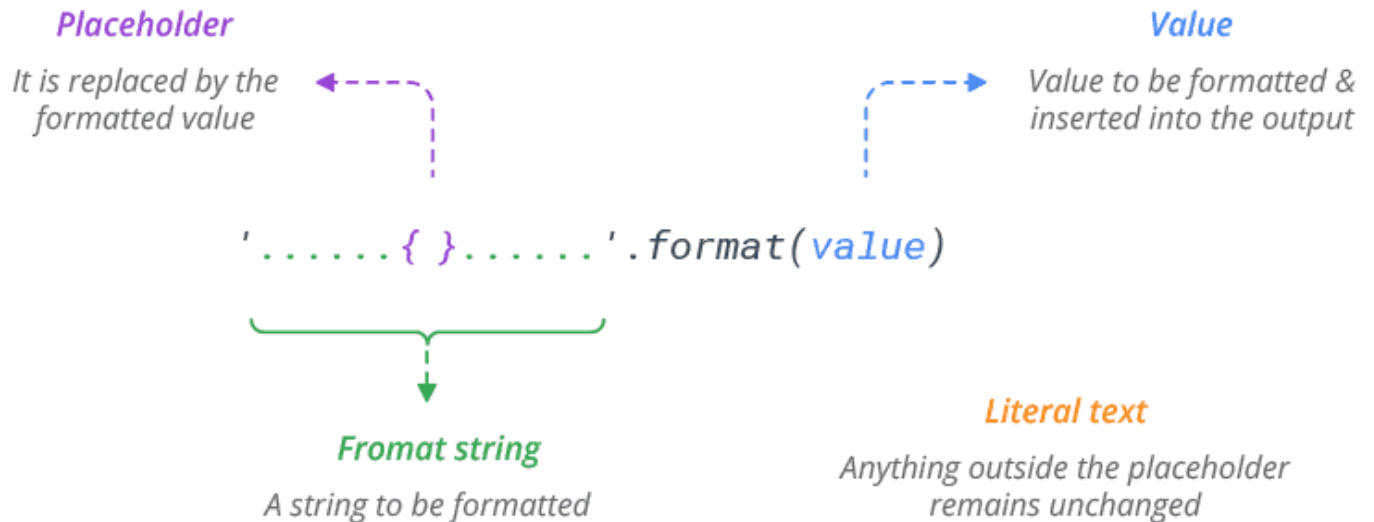 Placeholder
It is replaced by the
formatted value
Value
Value to be formatted &
inserted into the output
'......{ }......'.format(value)
Fromat string
A string to be formatted
Literal text
Anything outside the placeholder
remains unchanged